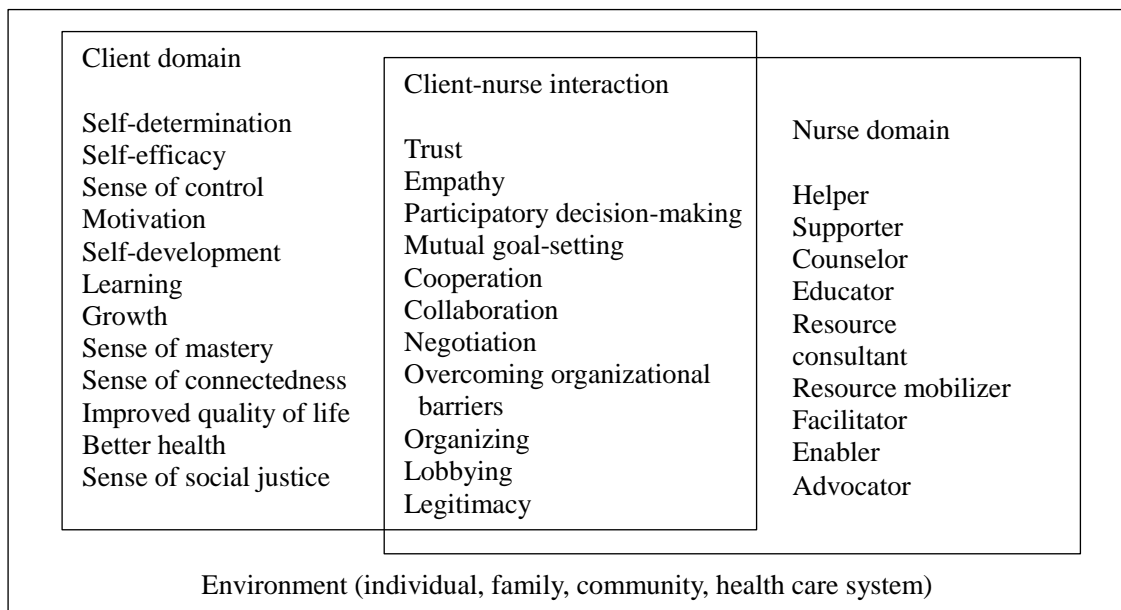 Client domain
Self-determination
Self-efficacy
Sense of control
Motivation
Self-development
Learning
Growth
Sense of mastery
Sense of connectedness
Improved quality of life
Better health
Sense of social justice
Client-nurse interaction
Trust
Empathy
Participatory decision-making
Mutual goal-setting
Cooperation
Collaboration
Negotiation
Overcoming organizational
barriers
Organizing
Lobbying
Legitimacy
Nurse domain
Helper
Supporter
Counselor
Educator
Resource
consultant
Resource mobilizer
Facilitator
Enabler
Advocator
Environment (individual, family, community, health care system)